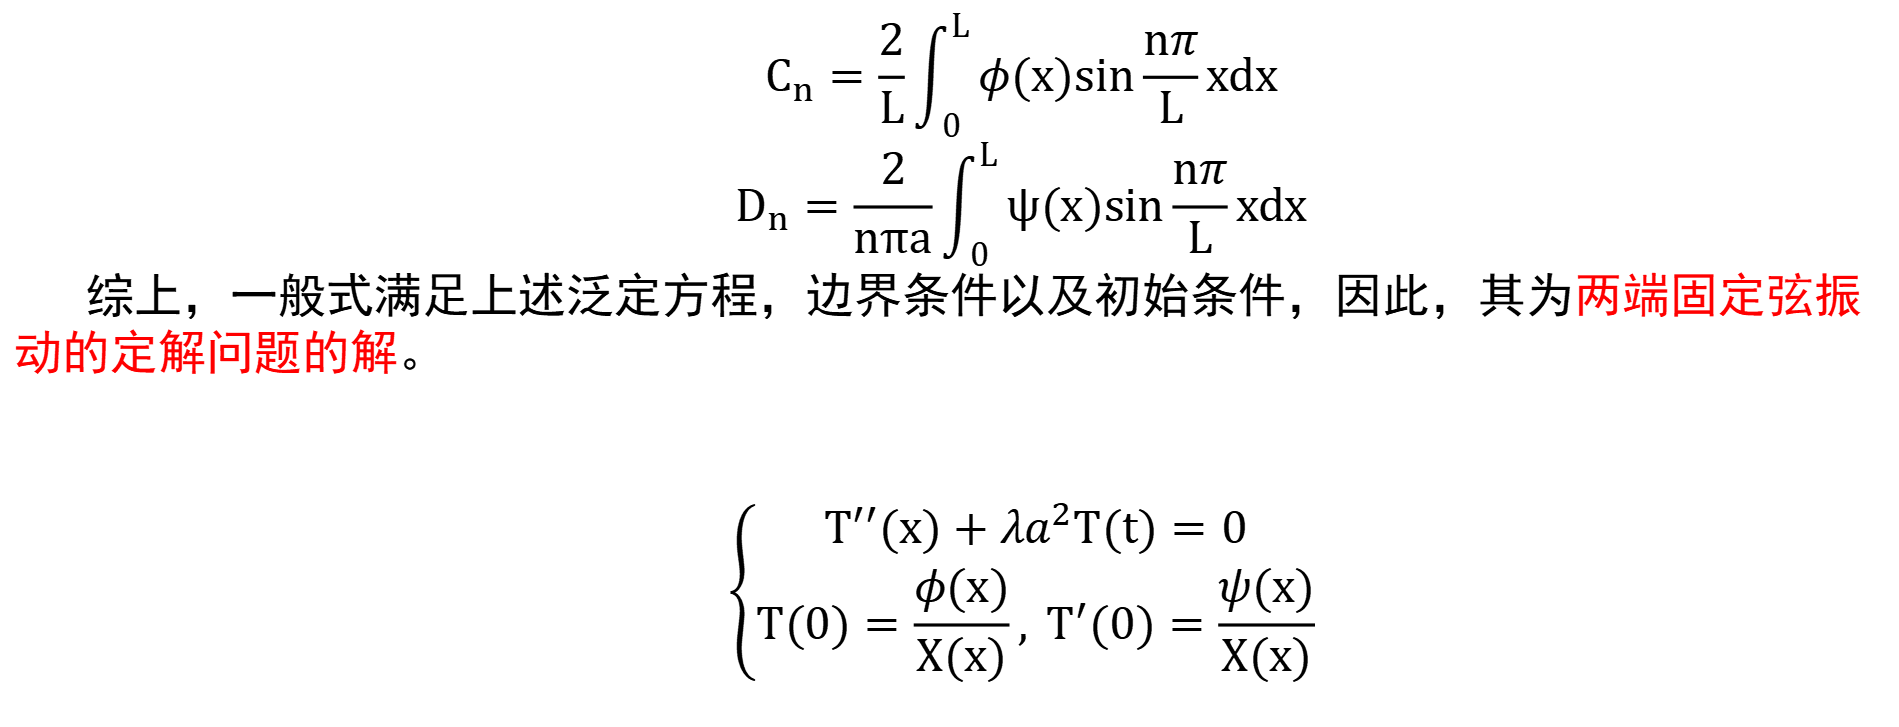 Cₙ = 2/L ∫₀ᴸ ϕ(x)sin nπ/L xdx
Dₙ = 2/nπa ∫₀ᴸ ψ(x)sin nπ/L xdx
综上，一般式满足上述泛定方程，边界条件以及初始条件，因此，其为两端固定弦振
动的定解问题的解。
{ T′′(x) + λa²T(t) = 0
T(0) = ϕ(x)/X(x), T′(0) = ψ(x)/X(x)